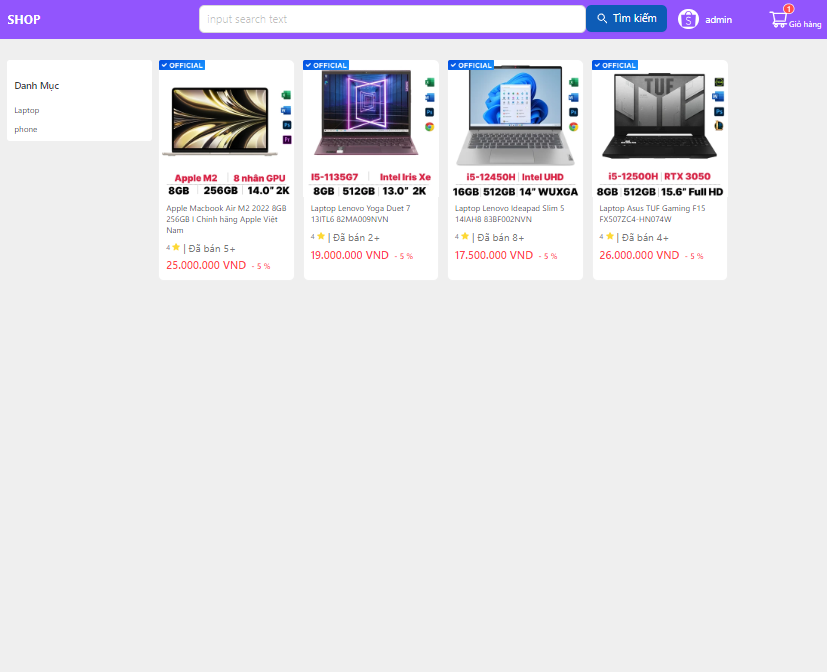 SHOP
input search text
Tìm kiếm
admin
1
Giỏ hàng
Danh Mục
Laptop
phone
OFFICIAL
Apple M2 8 nhân GPU
8GB 256GB 14.0" 2K
Apple Macbook Air M2 2022 8GB
256GB I Chính hãng Apple Việt
Nam
4 | Đã bán 5+
25.000.000 VND - 5 %
OFFICIAL
I5-1135G7 Intel Iris Xe
8GB 512GB 13.0" 2K
Laptop Lenovo Yoga Duet 7
13ITL6 82MA009NVN
4 | Đã bán 2+
19.000.000 VND - 5 %
OFFICIAL
i5-12450H Intel UHD
16GB 512GB 14" WUXGA
Laptop Lenovo Ideapad Slim 5
14IAH8 83BF002NVN
4 | Đã bán 8+
17.500.000 VND - 5 %
OFFICIAL
TUF
i5-12500H RTX 3050
8GB 512GB 15.6" Full HD
Laptop Asus TUF Gaming F15
FX507ZC4-HN074W
4 | Đã bán 4+
26.000.000 VND - 5 %